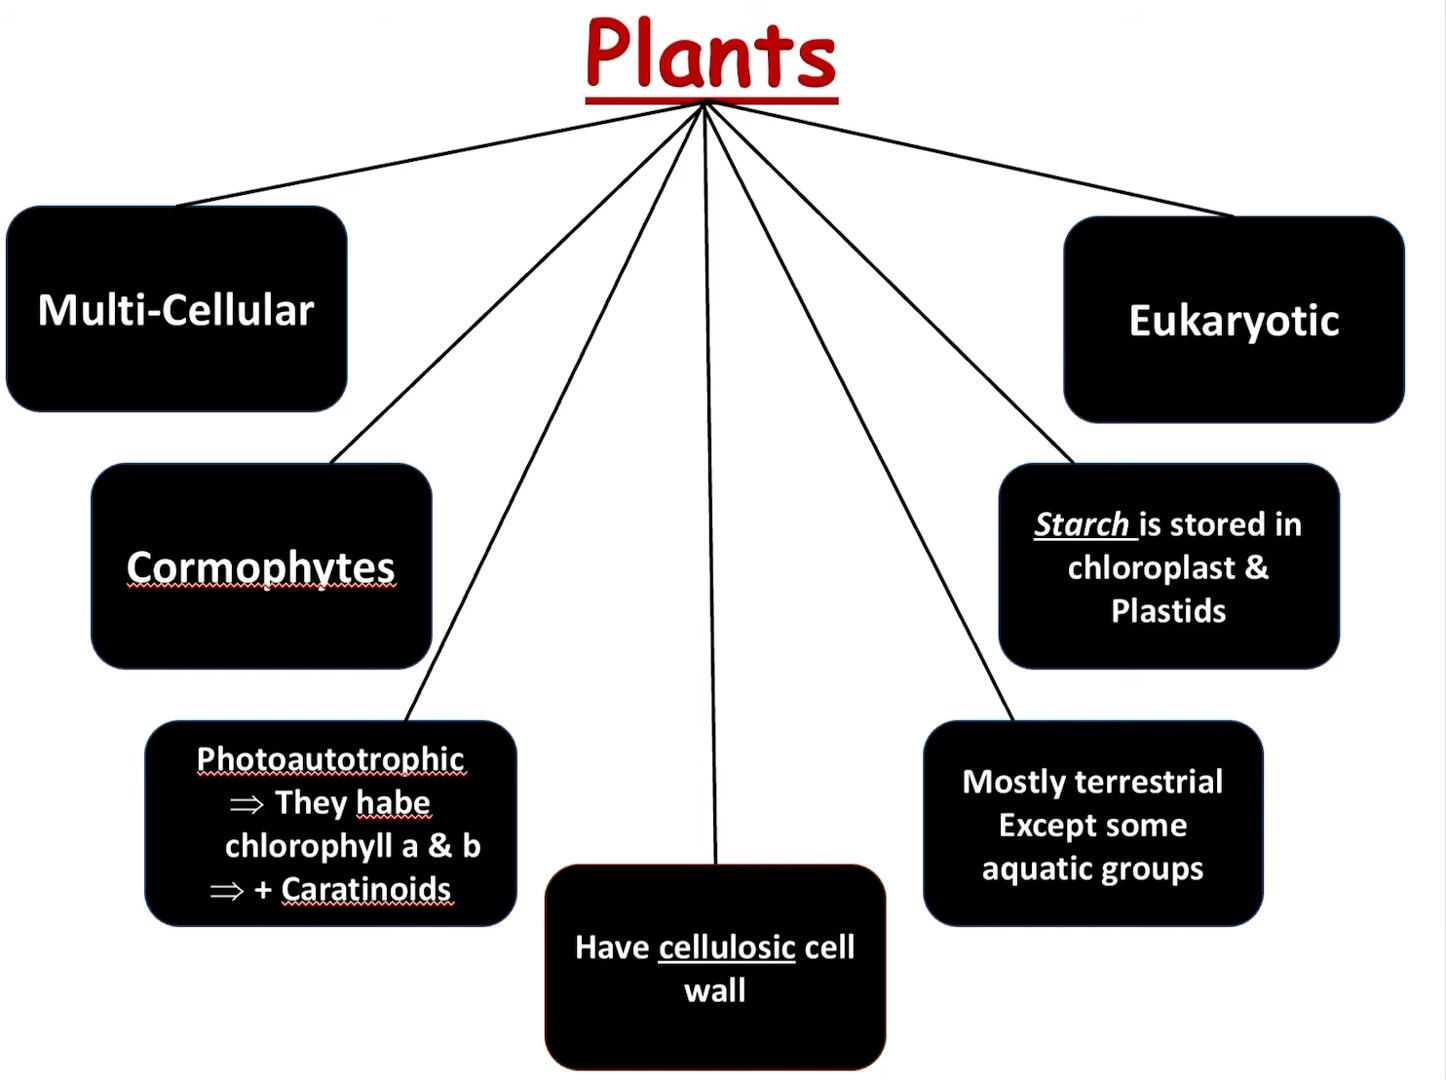 Plants
Multi-Cellular
Eukaryotic
Cormophytes
Starch is stored in
chloroplast &
Plastids
Photoautotrophic
⇒ They habe
chlorophyll a & b
⇒ + Caratinoids
Mostly terrestrial
Except some
aquatic groups
Have cellulosic cell
wall